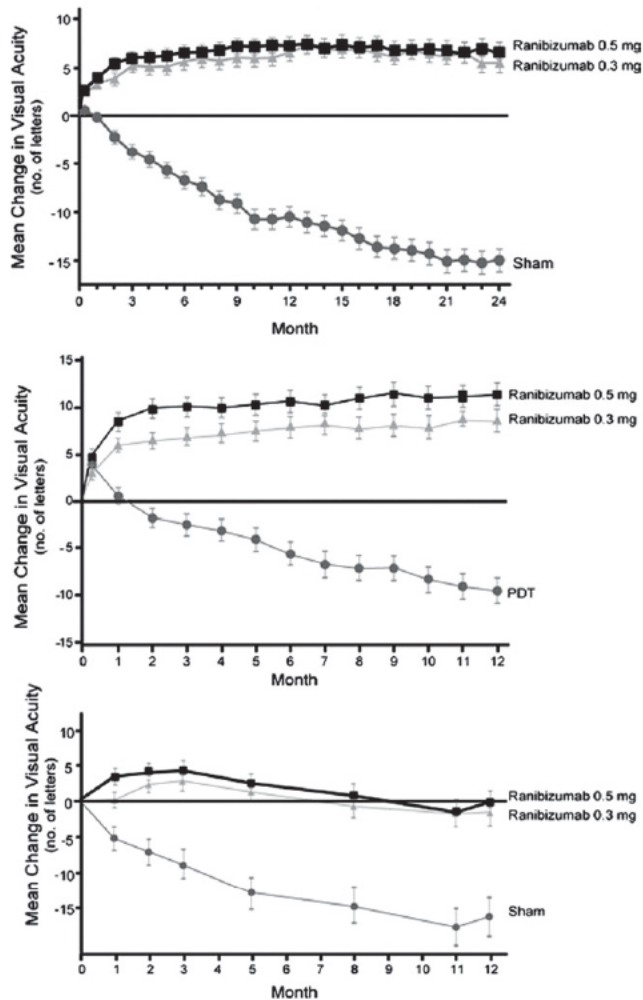 Mean Change in Visual Acuity
(no. of letters)
10
5
0
-5
-10
-15
Ranibizumab 0.5 mg
Ranibizumab 0.3 mg
Sham
0 3 6 9 12 15 18 21 24
Month
Mean Change in Visual Acuity
(no. of letters)
15
10
5
0
-5
-10
-15
Ranibizumab 0.5 mg
Ranibizumab 0.3 mg
PDT
0 1 2 3 4 5 6 7 8 9 10 11 12
Month
Mean Change in Visual Acuity
(no. of letters)
10
5
0
-5
-10
-15
Ranibizumab 0.5 mg
Ranibizumab 0.3 mg
Sham
0 1 2 3 4 5 6 7 8 9 10 11 12
Month